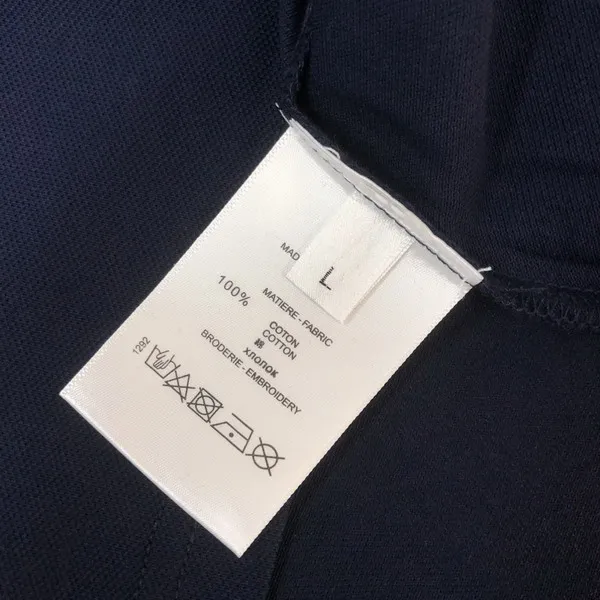 L
MAD
MATIERE - FABRIC
100%
COTON
COTTON
綿
ХЛОПОК
BRODERIE - EMBROIDERY
1292